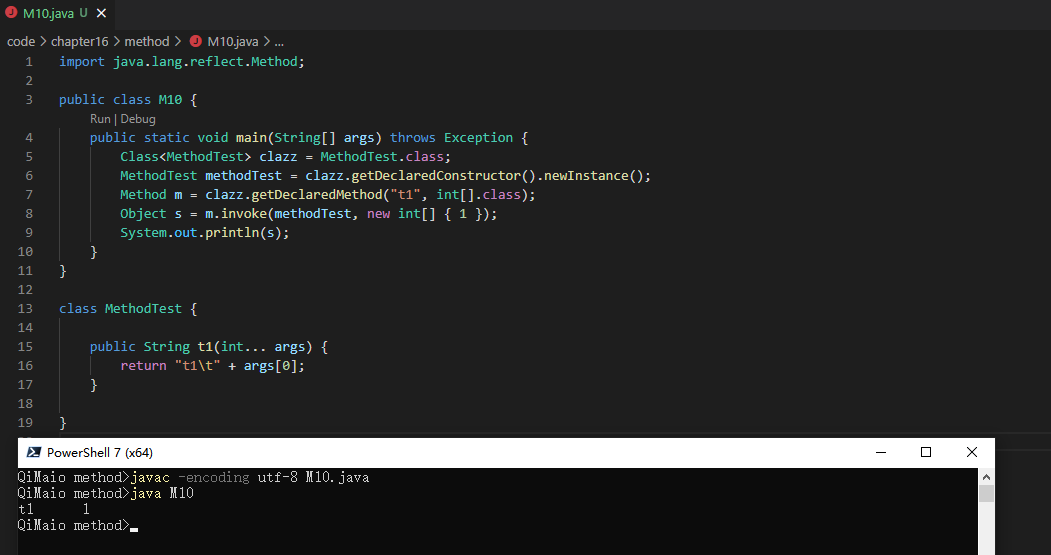 M10.java U
code > chapter16 > method > M10.java > ...
1 import java.lang.reflect.Method;
2
3 public class M10 {
Run | Debug
4 public static void main(String[] args) throws Exception {
5 Class<MethodTest> clazz = MethodTest.class;
6 MethodTest methodTest = clazz.getDeclaredConstructor().newInstance();
7 Method m = clazz.getDeclaredMethod("t1", int[].class);
8 Object s = m.invoke(methodTest, new int[] { 1 });
9 System.out.println(s);
10 }
11 }
12
13 class MethodTest {
14
15 public String t1(int... args) {
16 return "t1\t" + args[0];
17 }
18
19 }
PowerShell 7 (x64)
QiMaio method>javac -encoding utf-8 M10.java
QiMaio method>java M10
t1 1
QiMaio method>